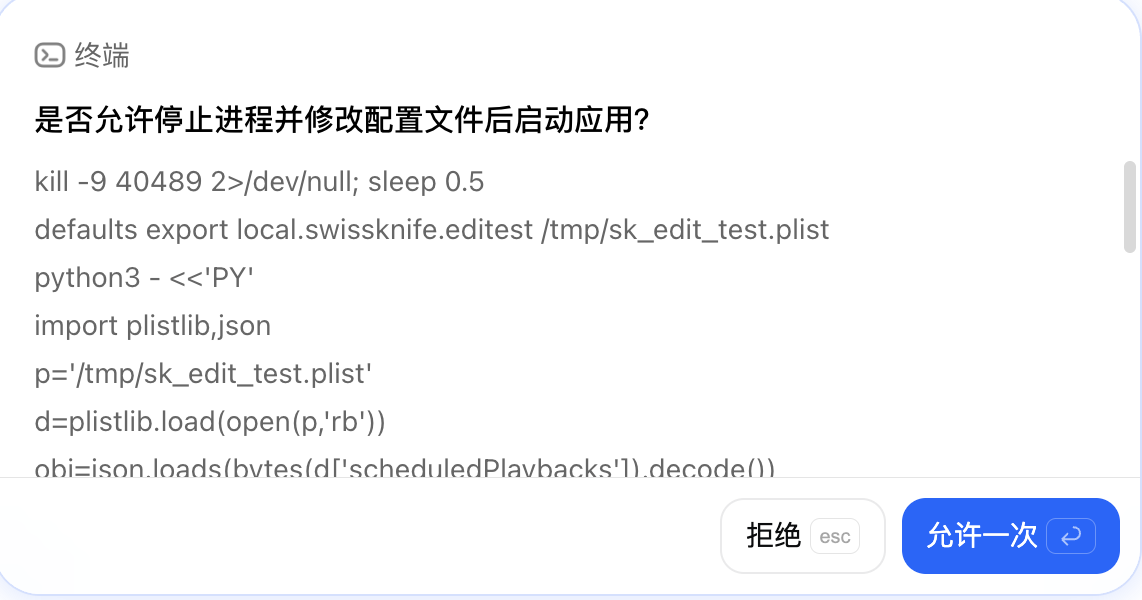 终端
是否允许停止进程并修改配置文件后启动应用?
kill -9 40489 2>/dev/null; sleep 0.5
defaults export local.swissknife.editest /tmp/sk_edit_test.plist
python3 - <<'PY'
import plistlib,json
p='/tmp/sk_edit_test.plist'
d=plistlib.load(open(p,'rb'))
obj=json.loads(bytes(d['scheduledPlaybacks']).decode())
拒绝 esc 允许一次